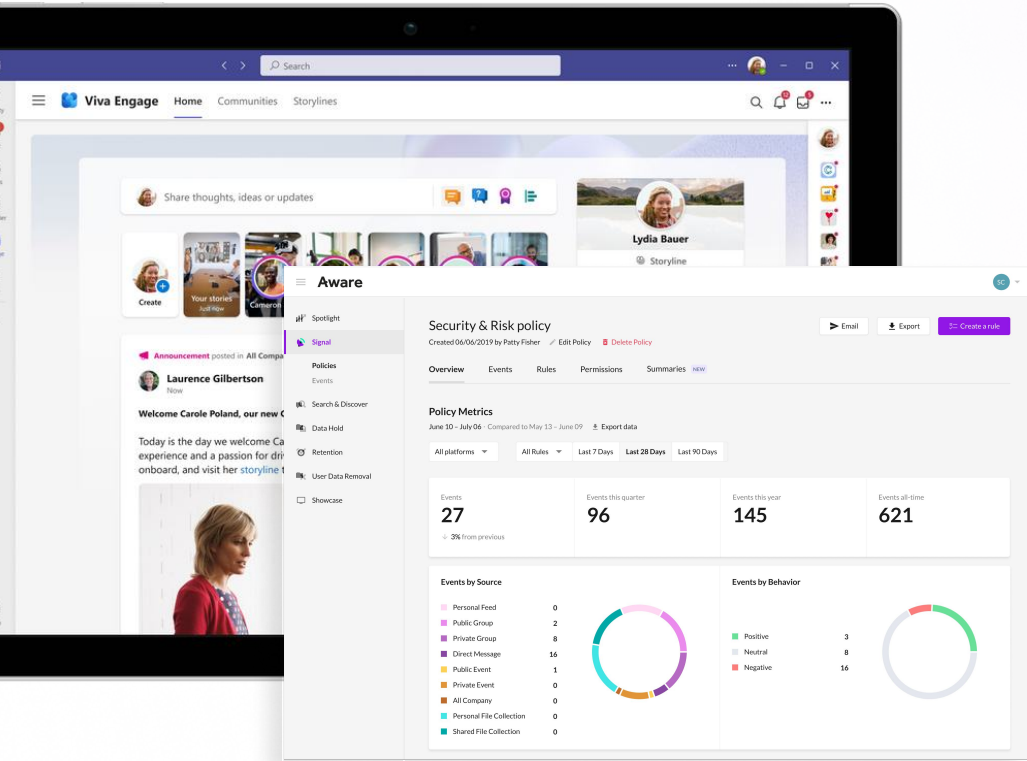 Search
Viva Engage Home Communities Storylines
12 5
Share thoughts, ideas or updates
Lydia Bauer
Storyline
Create
Your stories
Just now
Cameron
Announcement posted in All Compa
Laurence Gilbertson
Now
Welcome Carole Poland, our new
Today is the day we welcome Ca
experience and a passion for dri
onboard, and visit her storyline t
Aware
SC
Spotlight
Signal
Policies
Events
Search & Discover
Data Hold
Retention
User Data Removal
Showcase
Security & Risk policy
Email Export Create a rule
Created 06/06/2019 by Patty Fisher Edit Policy Delete Policy
Overview Events Rules Permissions Summaries NEW
Policy Metrics
June 10 – July 06 - Compared to May 13 – June 09 Export data
All platforms All Rules Last 7 Days Last 28 Days Last 90 Days
Events Events this quarter Events this year Events all-time
27 96 145 621
3% from previous
Events by Source
Personal Feed 0
Public Group 2
Private Group 8
Direct Message 16
Public Event 1
Private Event 0
All Company 0
Personal File Collection 0
Shared File Collection 0
Events by Behavior
Positive 3
Neutral 8
Negative 16